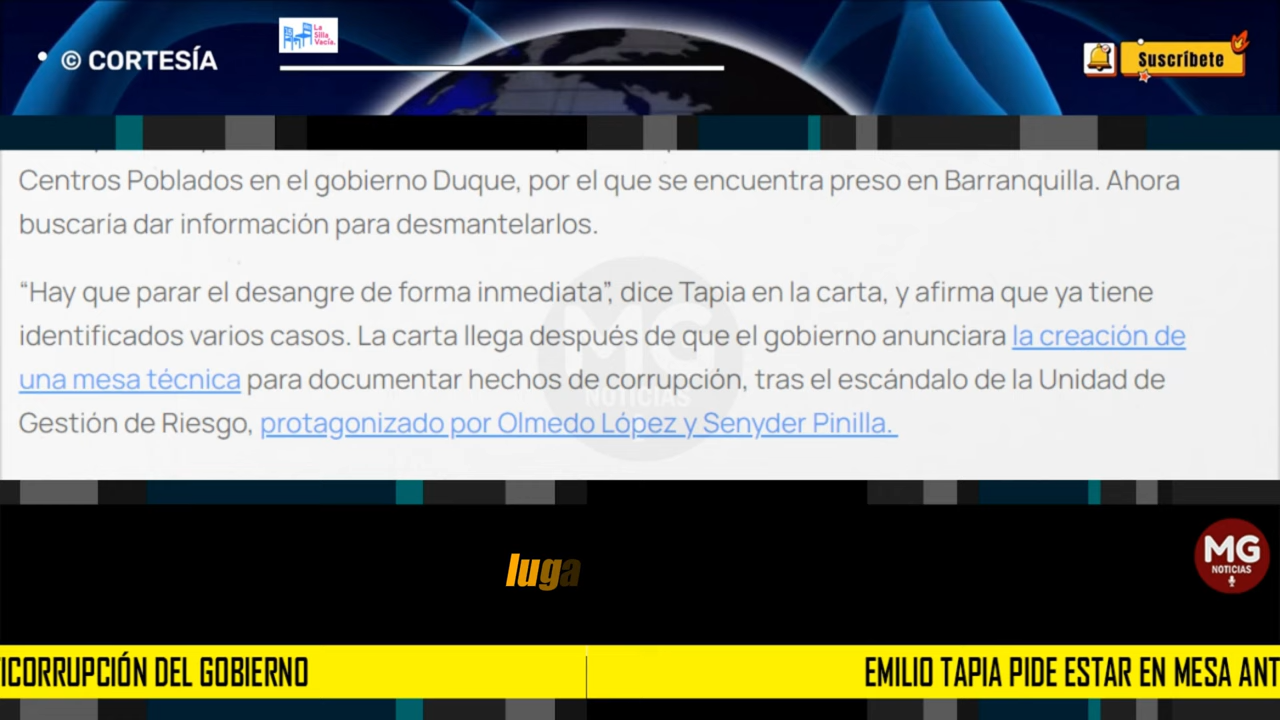 © CORTESÍA
La
Silla
Vacía.
Suscríbete
Centros Poblados en el gobierno Duque, por el que se encuentra preso en Barranquilla. Ahora
buscaría dar información para desmantelarlos.
“Hay que parar el desangre de forma inmediata”, dice Tapia en la carta, y afirma que ya tiene
identificados varios casos. La carta llega después de que el gobierno anunciara la creación de
una mesa técnica para documentar hechos de corrupción, tras el escándalo de la Unidad de
Gestión de Riesgo, protagonizado por Olmedo López y Senyder Pinilla.
MG
NOTICIAS
luga
MG
NOTICIAS
ICORRUPCIÓN DEL GOBIERNO
EMILIO TAPIA PIDE ESTAR EN MESA ANT